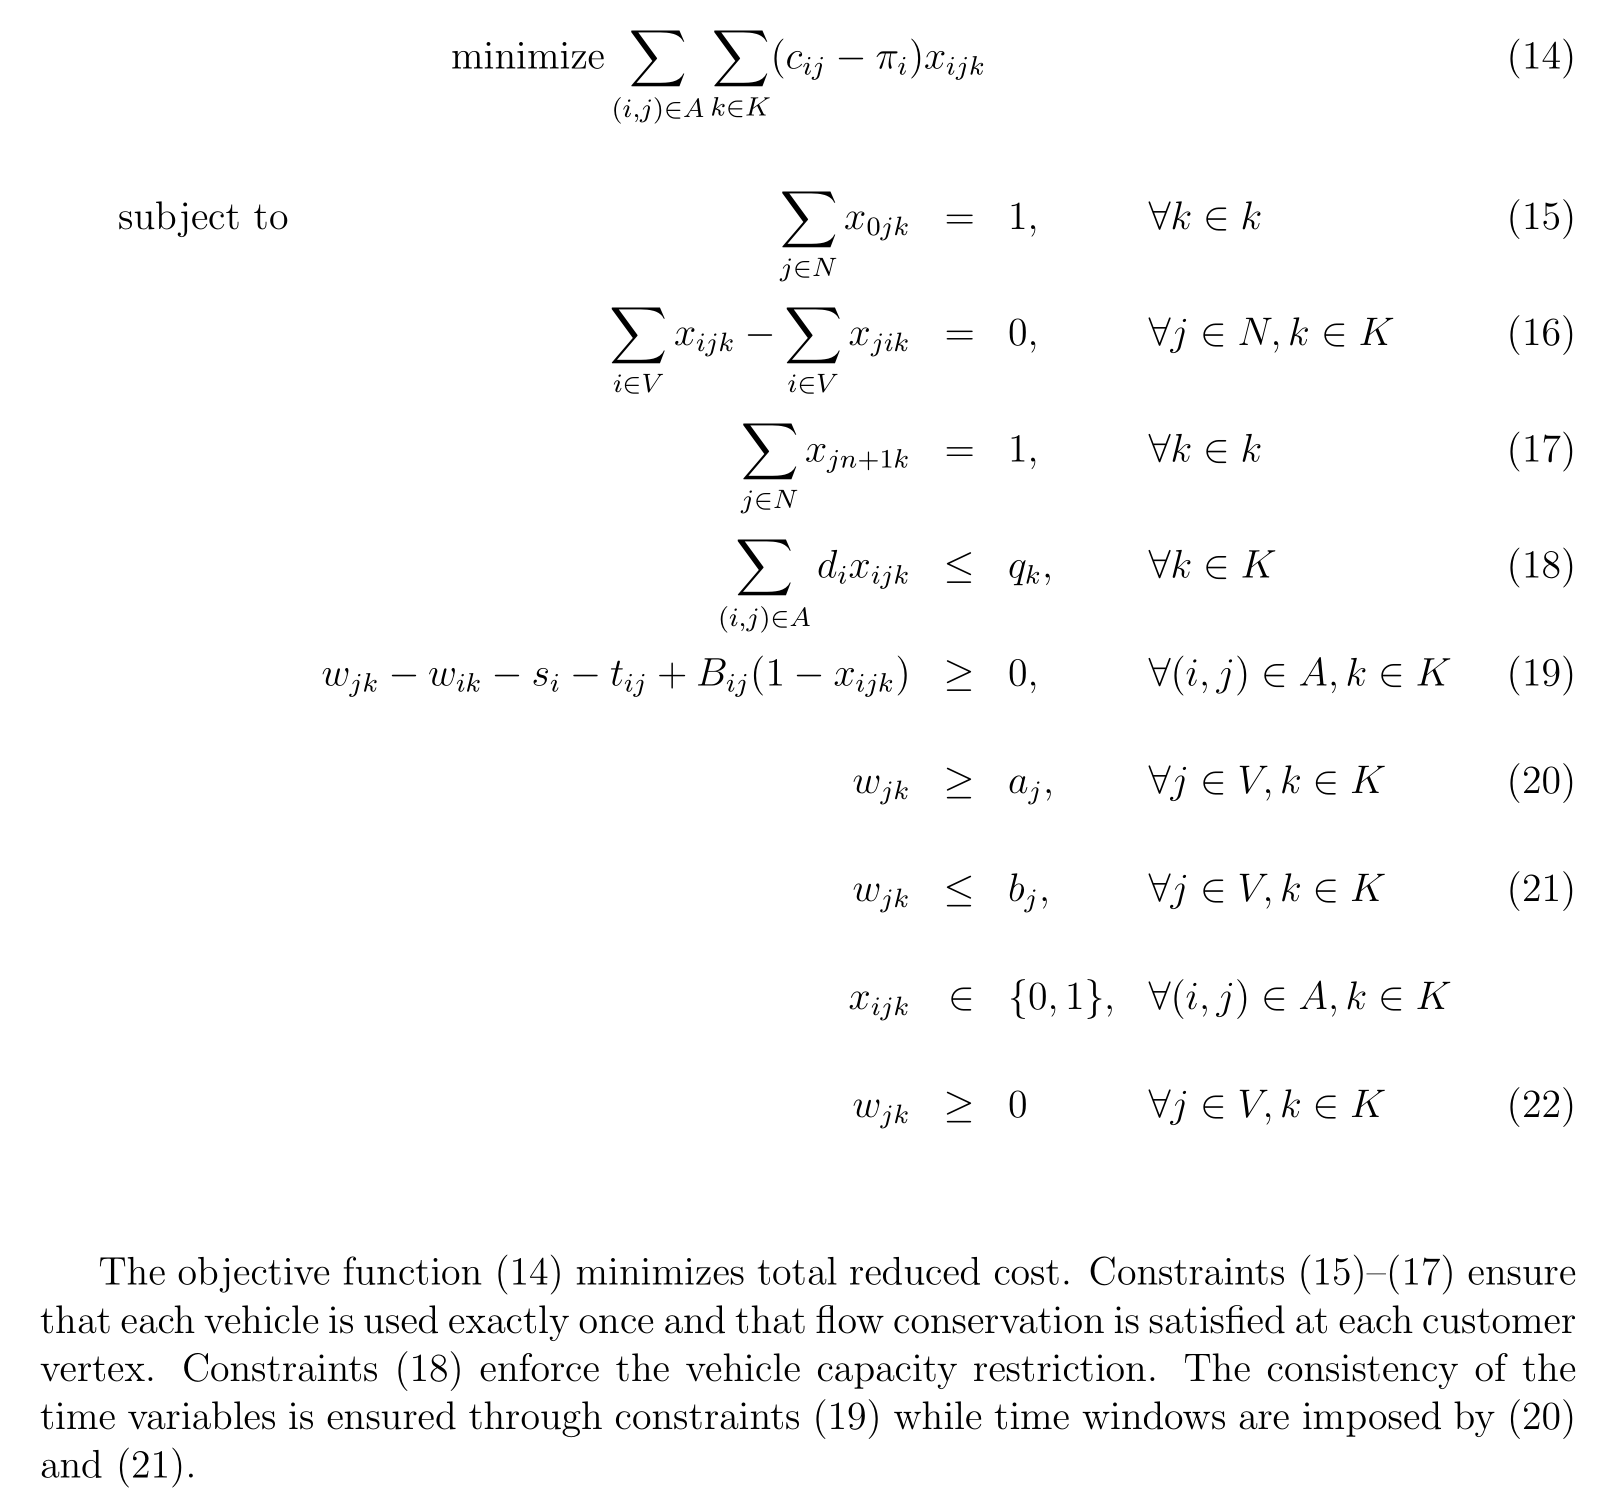 minimize ∑_{(i,j)∈A} ∑_{k∈K} (c_{ij} − π_i)x_{ijk} (14)
subject to ∑_{j∈N} x_{0jk} = 1, ∀k ∈ k (15)
∑_{i∈V} x_{ijk} − ∑_{i∈V} x_{jik} = 0, ∀j ∈ N, k ∈ K (16)
∑_{j∈N} x_{jn+1k} = 1, ∀k ∈ k (17)
∑_{(i,j)∈A} d_i x_{ijk} ≤ q_k, ∀k ∈ K (18)
w_{jk} − w_{ik} − s_i − t_{ij} + B_{ij}(1 − x_{ijk}) ≥ 0, ∀(i, j) ∈ A, k ∈ K (19)
w_{jk} ≥ a_j, ∀j ∈ V, k ∈ K (20)
w_{jk} ≤ b_j, ∀j ∈ V, k ∈ K (21)
x_{ijk} ∈ {0, 1}, ∀(i, j) ∈ A, k ∈ K
w_{jk} ≥ 0 ∀j ∈ V, k ∈ K (22)
The objective function (14) minimizes total reduced cost. Constraints (15)–(17) ensure
that each vehicle is used exactly once and that flow conservation is satisfied at each customer
vertex. Constraints (18) enforce the vehicle capacity restriction. The consistency of the
time variables is ensured through constraints (19) while time windows are imposed by (20)
and (21).